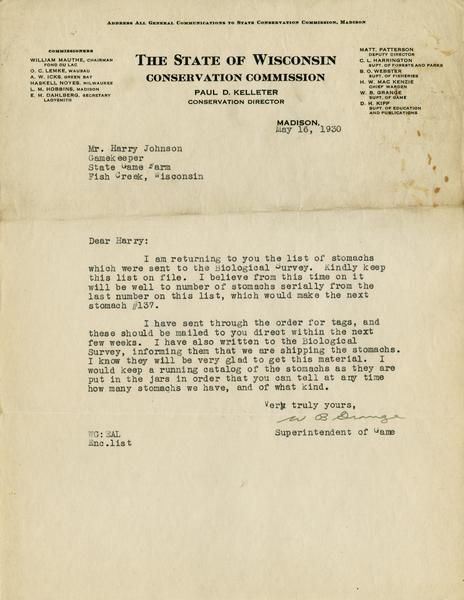 Address All General Communications to State Conservation Commission, Madison
COMMISSIONERS
WILLIAM MAUTHE, CHAIRMAN
FOND DU LAC
O. C. LEMKE, WAUSAU
A. W. ICKS, GREEN BAY
HASKELL NOYES, MILWAUKEE
L. M. HOBBINS, MADISON
E. M. DAHLBERG, SECRETARY
LADYSMITH
THE STATE OF WISCONSIN
CONSERVATION COMMISSION
PAUL D. KELLETER
CONSERVATION DIRECTOR
MATT. PATTERSON
DEPUTY DIRECTOR
C. L. HARRINGTON
SUPT. OF FORESTS AND PARKS
B. O. WEBSTER
SUPT. OF FISHERIES
H. W. MAC KENZIE
CHIEF WARDEN
W. B. GRANGE
SUPT. OF GAME
D. H. KIPP
SUPT. OF EDUCATION
AND PUBLICATIONS
MADISON,
May 16, 1930
Mr. Harry Johnson
Gamekeeper
State Game Farm
Fish Creek, Wisconsin
Dear Harry:
I am returning to you the list of stomachs
which were sent to the Biological Survey. Kindly keep
this list on file. I believe from this time on it
will be well to number of stomachs serially from the
last number on this list, which would make the next
stomach #137.
I have sent through the order for tags, and
these should be mailed to you direct within the next
few weeks. I have also written to the Biological
Survey, informing them that we are shipping the stomachs.
I know they will be very glad to get this material. I
would keep a running catalog of the stomachs as they are
put in the jars in order that you can tell at any time
how many stomachs we have, and of what kind.
Very truly yours,
W B Grange
WG:EAL
Superintendent of Game
Enc.list